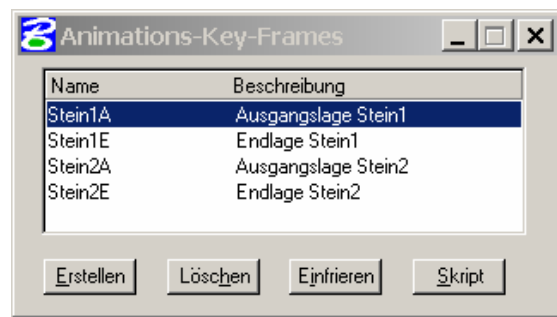 Animations-Key-Frames
Name Beschreibung
Stein1A Ausgangslage Stein1
Stein1E Endlage Stein1
Stein2A Ausgangslage Stein2
Stein2E Endlage Stein2
Erstellen Löschen Einfrieren Skript